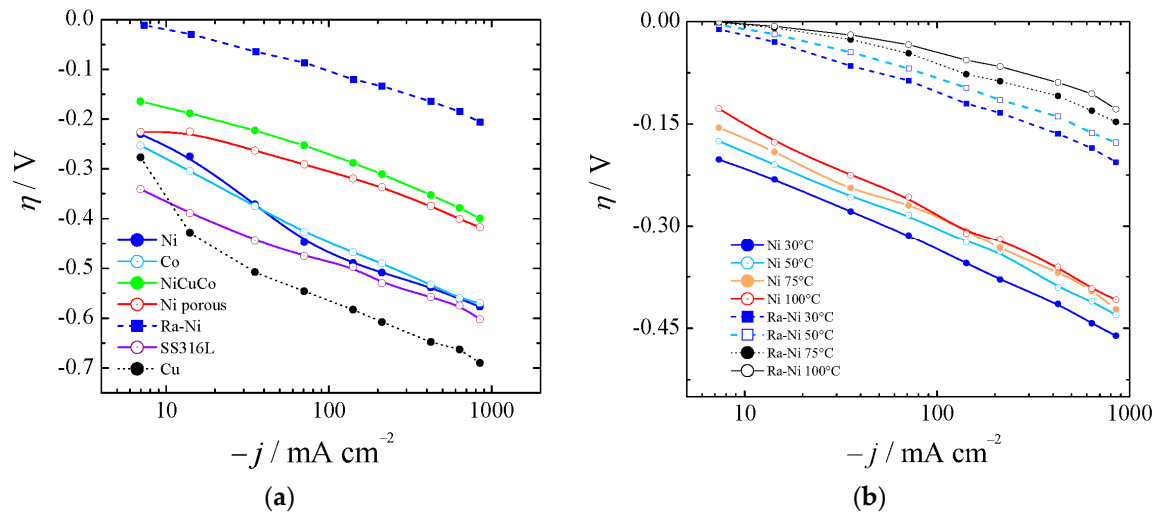 0.0
-0.1
-0.2
-0.3
-0.4
-0.5
-0.6
-0.7
η / V
Ni
Co
NiCuCo
Ni porous
Ra-Ni
SS316L
Cu
10
100
1000
−j / mA cm⁻²
(a)
0.00
-0.15
-0.30
-0.45
η / V
Ni 30°C
Ni 50°C
Ni 75°C
Ni 100°C
Ra-Ni 30°C
Ra-Ni 50°C
Ra-Ni 75°C
Ra-Ni 100°C
10
100
1000
−j / mA cm⁻²
(b)